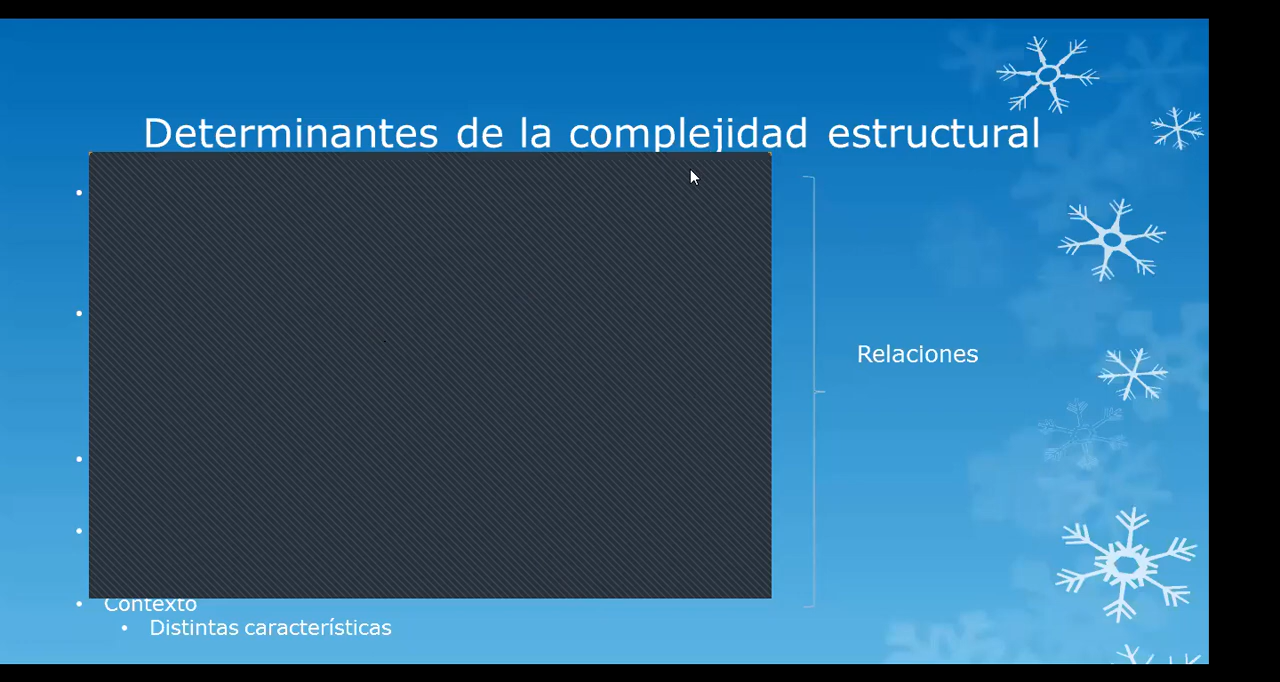 Determinantes de la complejidad estructural
Relaciones
Contexto
Distintas características